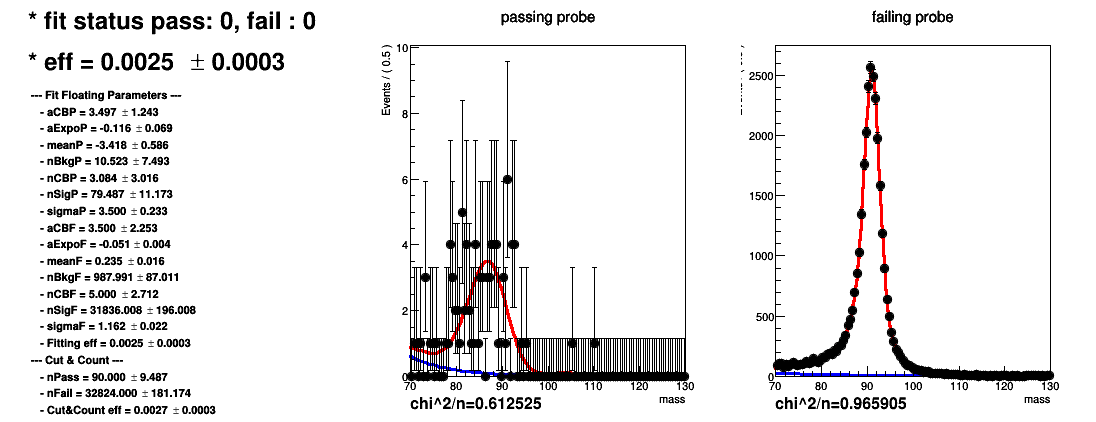 * fit status pass: 0, fail : 0
* eff = 0.0025 ± 0.0003
--- Fit Floating Parameters ---
- aCBP = 3.497 ± 1.243
- aExpoP = -0.116 ± 0.069
- meanP = -3.418 ± 0.586
- nBkgP = 10.523 ± 7.493
- nCBP = 3.084 ± 3.016
- nSigP = 79.487 ± 11.173
- sigmaP = 3.500 ± 0.233
- aCBF = 3.500 ± 2.253
- aExpoF = -0.051 ± 0.004
- meanF = 0.235 ± 0.016
- nBkgF = 987.991 ± 87.011
- nCBF = 5.000 ± 2.712
- nSigF = 31836.008 ± 196.008
- sigmaF = 1.162 ± 0.022
- Fitting eff = 0.0025 ± 0.0003
--- Cut & Count ---
- nPass = 90.000 ± 9.487
- nFail = 32824.000 ± 181.174
- Cut&Count eff = 0.0027 ± 0.0003
passing probe
Events / ( 0.5 )
10
8
6
4
2
0
70 80 90 100 110 120 130
mass
chi^2/n=0.612525
failing probe
2500
2000
1500
1000
500
0
70 80 90 100 110 120 130
mass
chi^2/n=0.965905